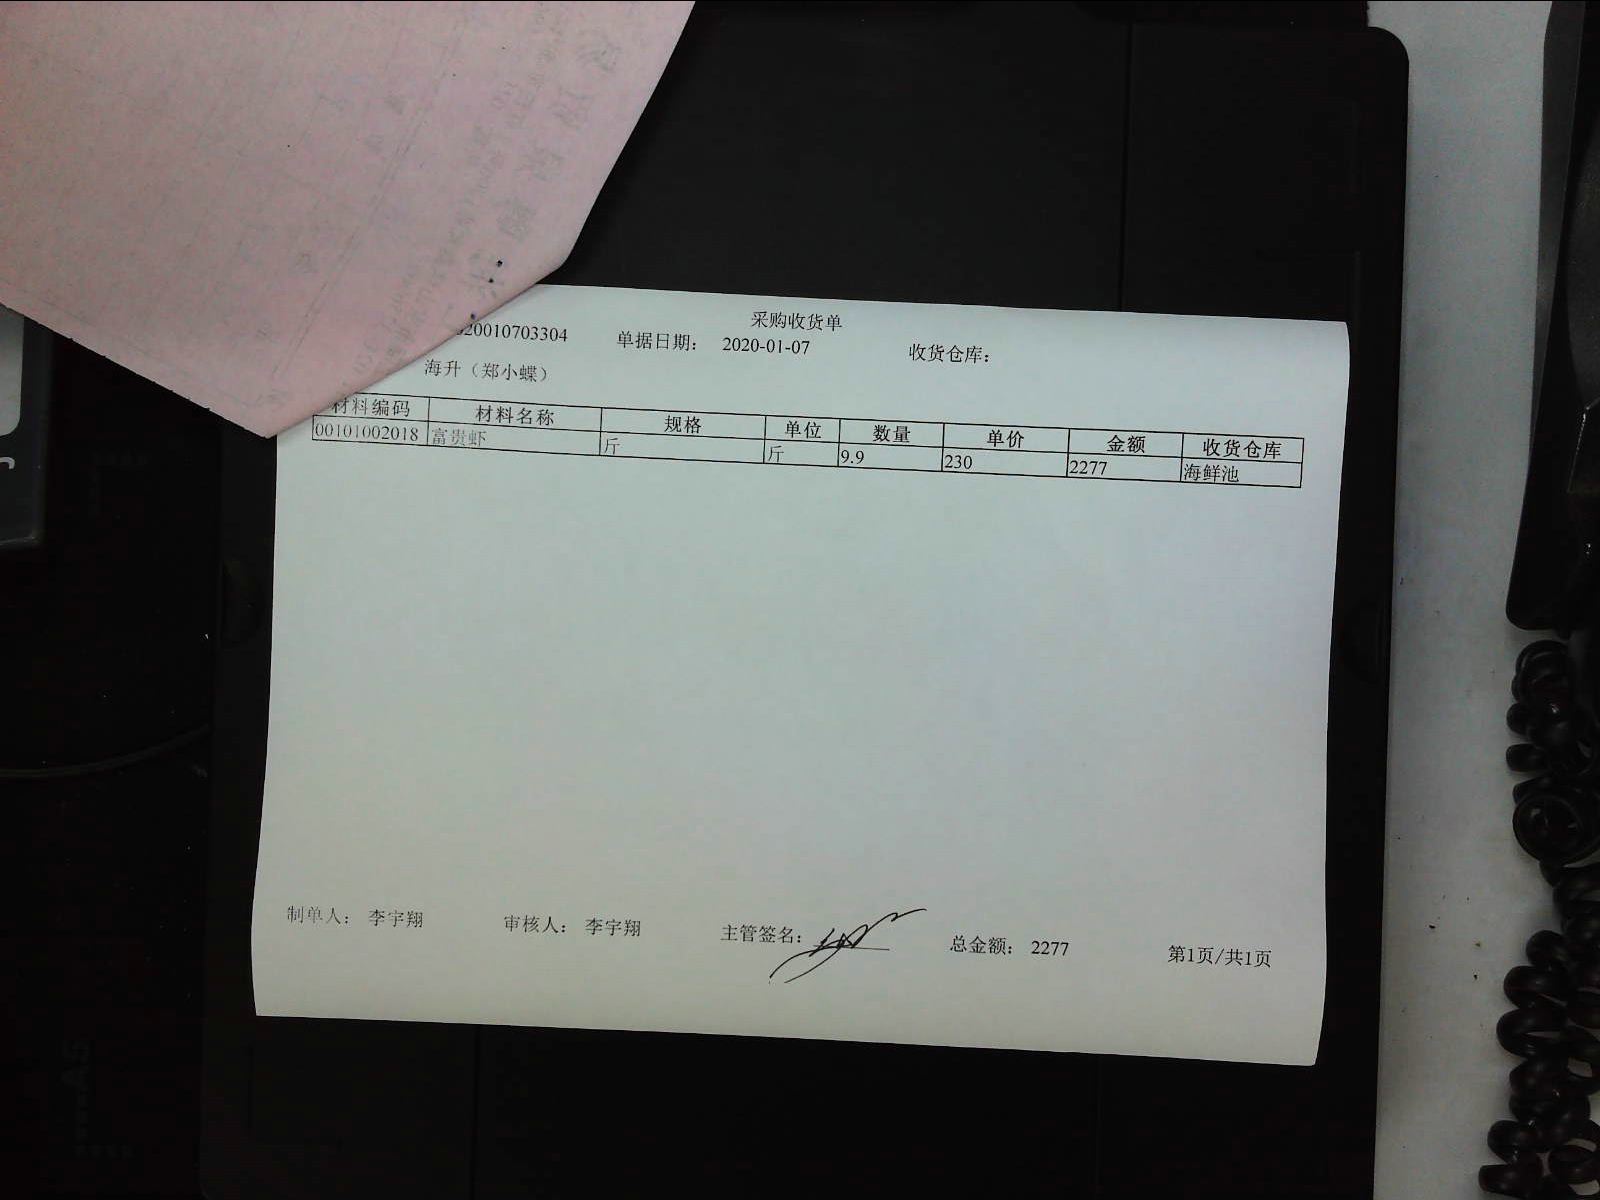 采购收货单
20010703304 单据日期: 2020-01-07 收货仓库:
海升（郑小蝶）
材料编码 材料名称 规格 单位 数量 单价 金额 收货仓库
00101002018 富贵虾 斤 斤 9.9 230 2277 海鲜池
制单人: 李宇翔 审核人: 李宇翔 主管签名: 总金额: 2277 第1页/共1页